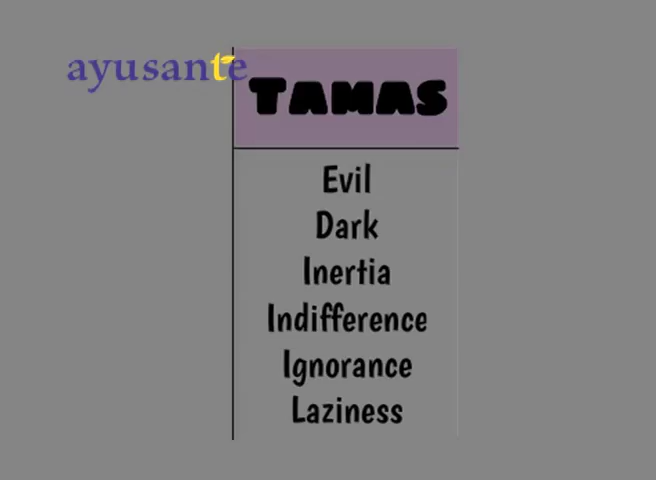 ayusante
TAMAS
Evil
Dark
Inertia
Indifference
Ignorance
Laziness